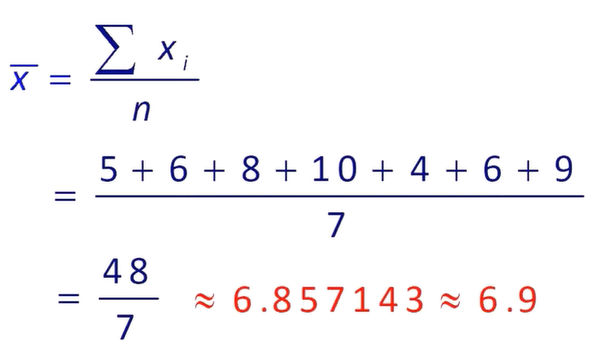 x̄ = ∑ xᵢ / n
= 5 + 6 + 8 + 10 + 4 + 6 + 9 / 7
= 48 / 7 ≈ 6.857143 ≈ 6.9